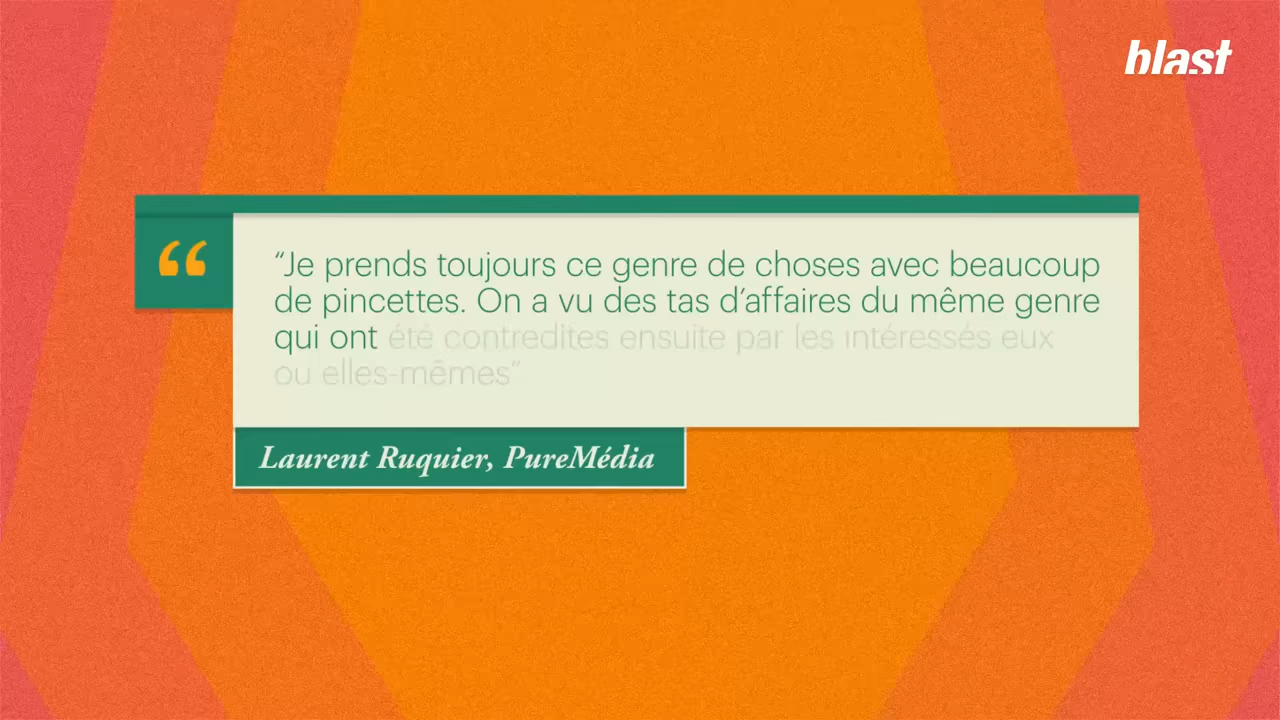 blast
“Je prends toujours ce genre de choses avec beaucoup
de pincettes. On a vu des tas d’affaires du même genre
qui ont été contredites ensuite par les intéressés eux
ou elles-mêmes”
Laurent Ruquier, PureMédia